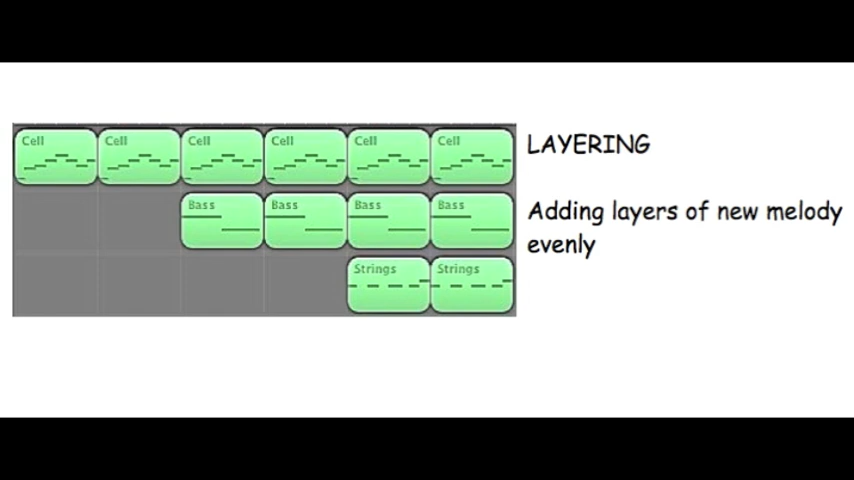 Cell Cell Cell Cell Cell Cell
LAYERING
Bass Bass Bass Bass
Adding layers of new melody
evenly
Strings Strings